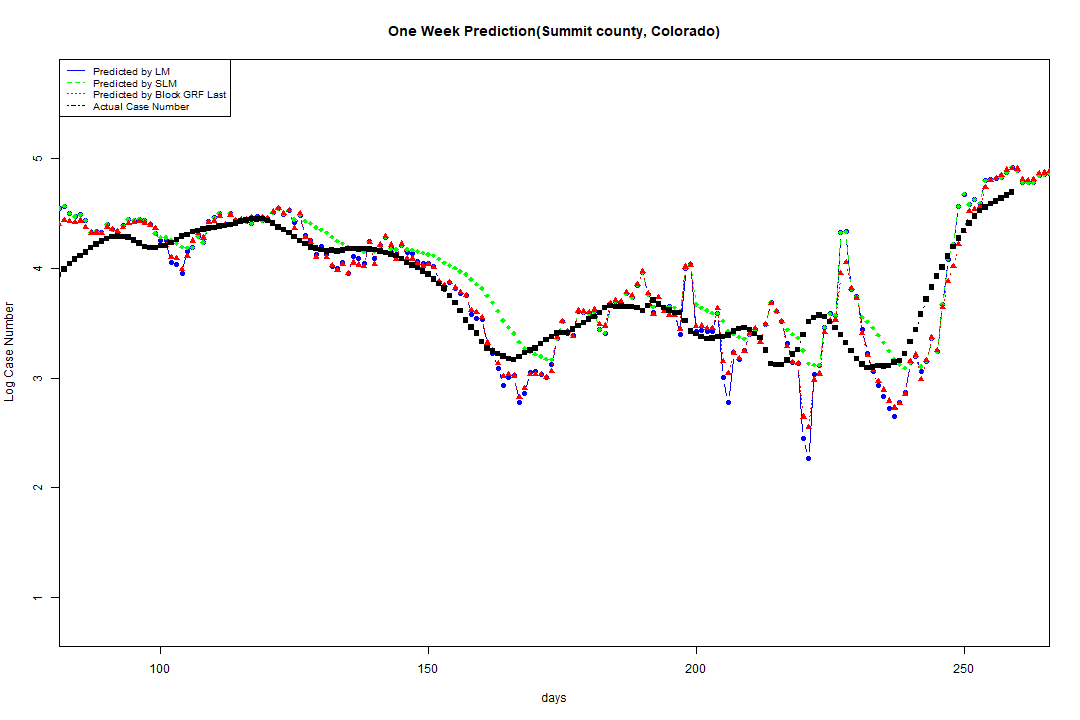 One Week Prediction(Summit county, Colorado)
Predicted by LM
Predicted by SLM
Predicted by Block GRF Last
Actual Case Number
Log Case Number
5
4
3
2
1
100
150
200
250
days